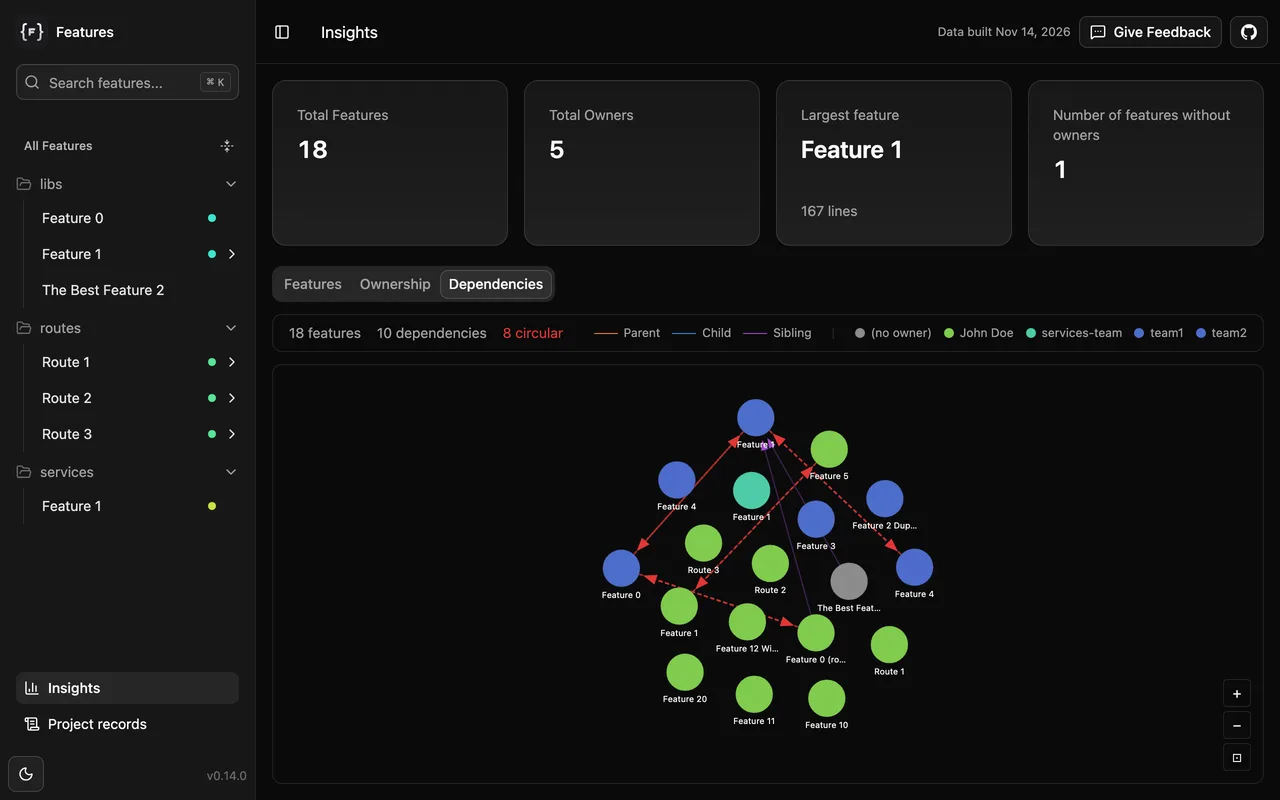 {F} Features
Search features...
⌘ K
All Features
libs
Feature 0
Feature 1
The Best Feature 2
routes
Route 1
Route 2
Route 3
services
Feature 1
Insights
Project records
v0.14.0
Insights
Data built Nov 14, 2026
Give Feedback
Total Features
18
Total Owners
5
Largest feature
Feature 1
167 lines
Number of features without
owners
1
Features Ownership Dependencies
18 features 10 dependencies 8 circular Parent Child Sibling (no owner) John Doe services-team team1 team2
Feature
Feature 5
Feature 4
Feature 1
Feature 2 Dup...
Feature 3
Route 3
Route 2
Feature 0
The Best Feat...
Feature 4
Feature 1
Feature 12 Wi...
Feature 0 (ro...
Route 1
Feature 20
Feature 11
Feature 10
+
−